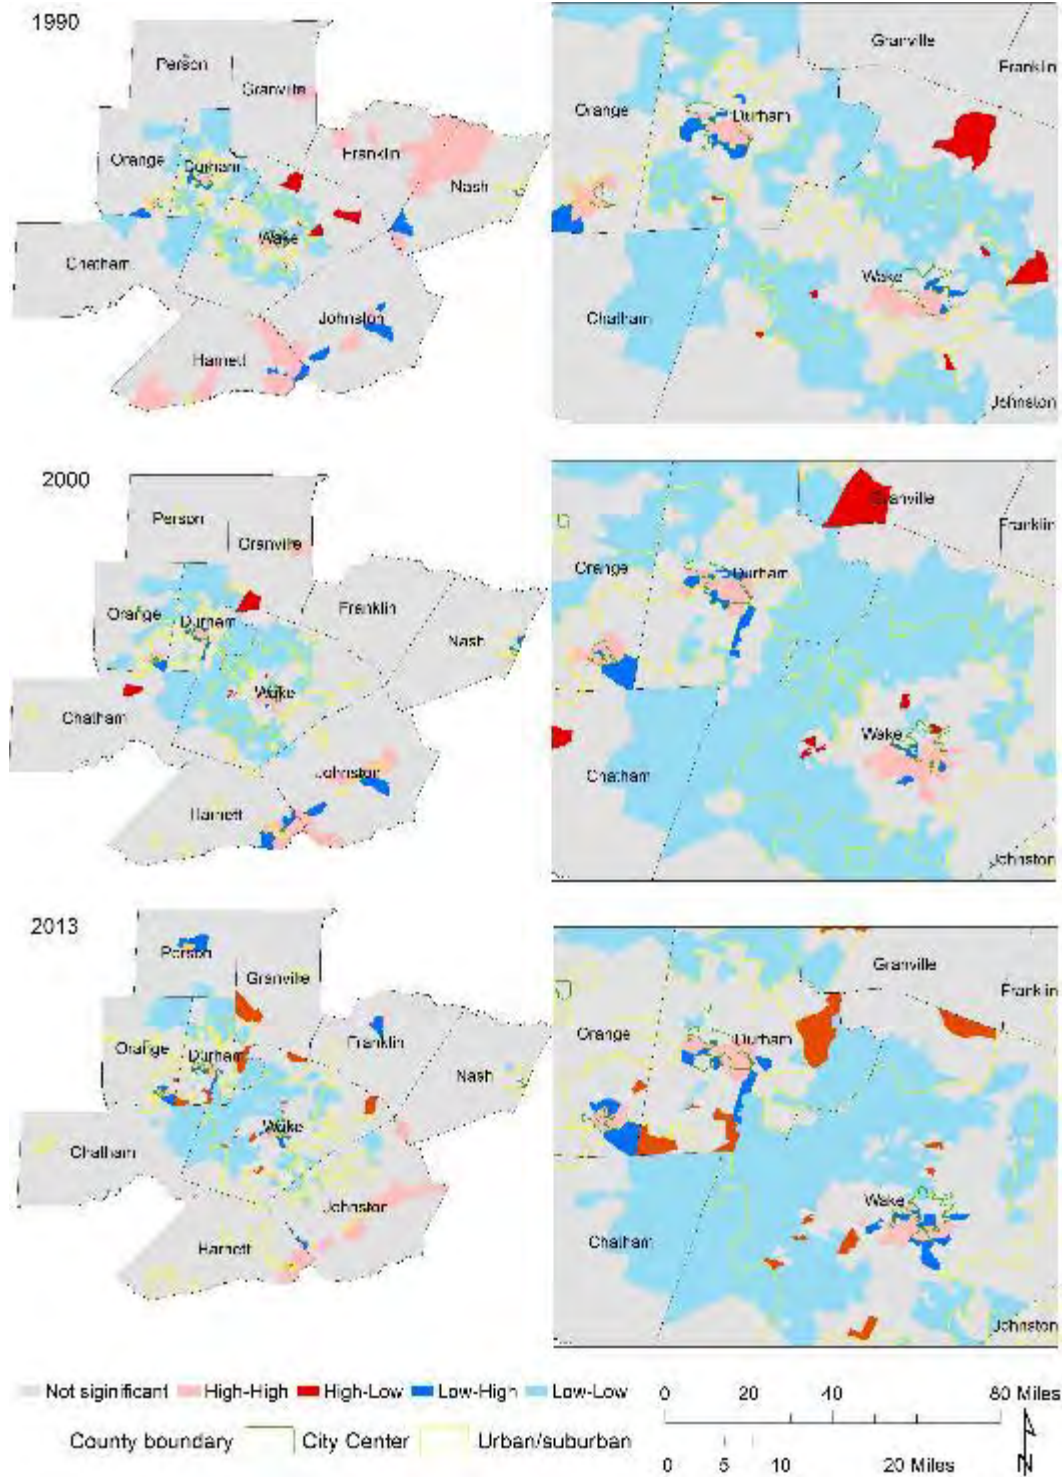 1990
Person
Granville
Orange
Durham
Franklin
Nash
Wake
Chatham
Johnston
Harnett
Granville
Franklin
Orange
Durham
Wake
Chatham
Johnston
2000
Person
Granville
Orange
Durham
Franklin
Nash
Wake
Chatham
Johnston
Harnett
Granville
Franklin
Orange
Durham
Wake
Chatham
Johnston
2013
Person
Granville
Orange
Durham
Franklin
Nash
Wake
Chatham
Johnston
Harnett
Granville
Franklin
Orange
Durham
Wake
Chatham
Johnston
Not siginificant High-High High-Low Low-High Low-Low
County boundary City Center Urban/suburban
0 20 40 80 Miles
0 5 10 20 Miles
N